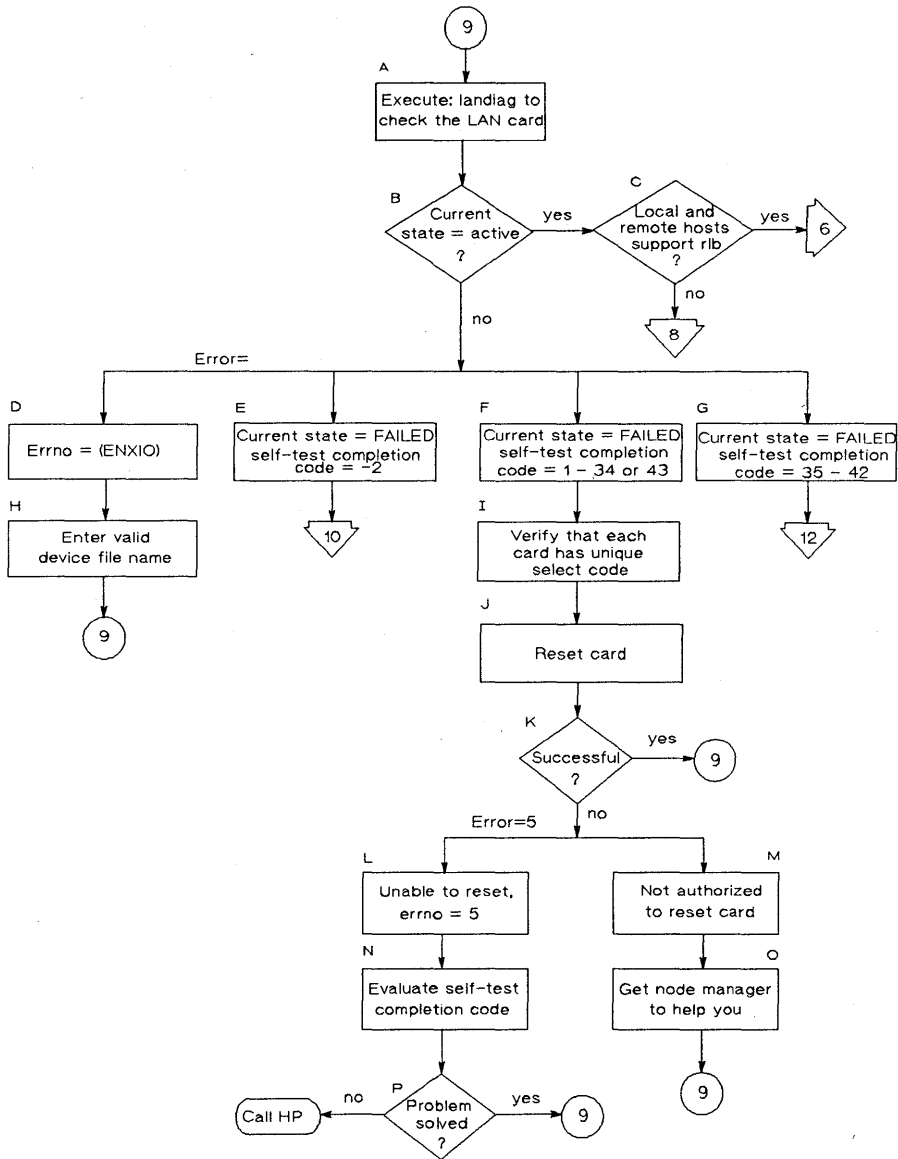 9
A
Execute: landiag to
check the LAN card
B
Current
state = active
?
yes
C
Local and
remote hosts
support rlb
?
yes
6
no
8
no
Error=
D
Errno = (ENXIO)
E
Current state = FAILED
self-test completion
code = -2
F
Current state = FAILED
self-test completion
code = 1 - 34 or 43
G
Current state = FAILED
self-test completion
code = 35 - 42
H
Enter valid
device file name
10
I
Verify that each
card has unique
select code
12
9
J
Reset card
K
Successful
?
yes
9
no
Error=5
L
Unable to reset,
errno = 5
M
Not authorized
to reset card
N
Evaluate self-test
completion code
O
Get node manager
to help you
9
P
Problem
solved
?
no
Call HP
yes
9